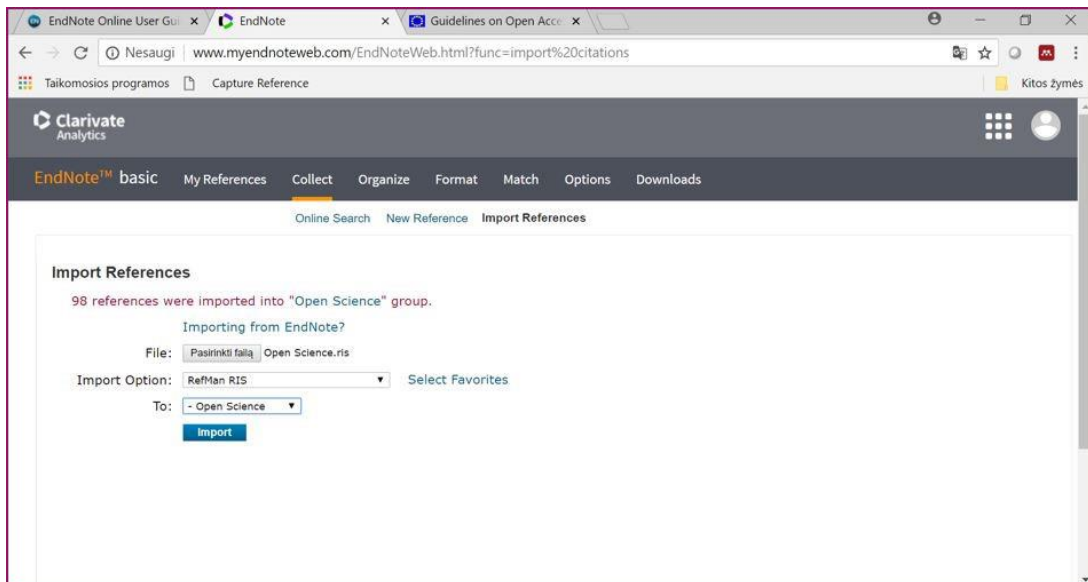 EndNote Online User Gui
EndNote
Guidelines on Open Acce
Nesaugi www.myendnoteweb.com/EndNoteWeb.html?func=import%20citations
Taikomosios programos Capture Reference Kitos žymės
Clarivate
Analytics
EndNote™ basic My References Collect Organize Format Match Options Downloads
Online Search New Reference Import References
Import References
98 references were imported into "Open Science" group.
Importing from EndNote?
File: Pasirinkti failą Open Science.ris
Import Option: RefMan RIS Select Favorites
To: - Open Science
Import